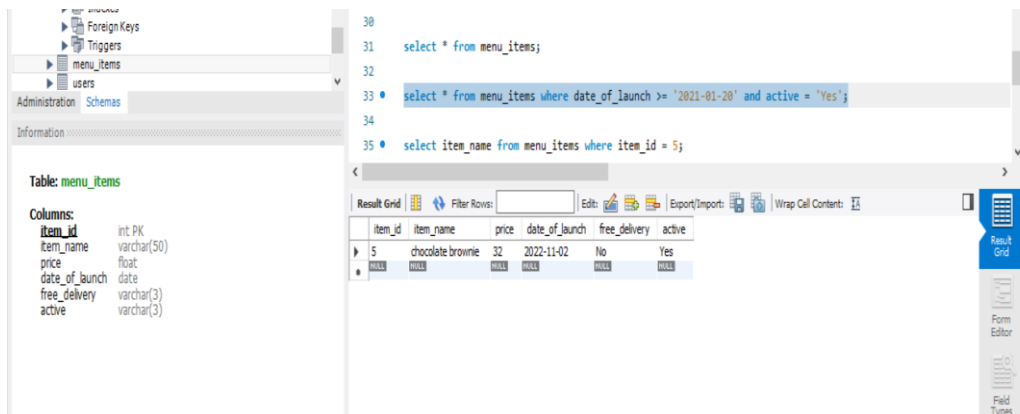 Indexes
Foreign Keys
Triggers
menu_items
users
Administration Schemas
Information
Table: menu_items
Columns:
item_id int PK
item_name varchar(50)
price float
date_of_launch date
free_delivery varchar(3)
active varchar(3)
30
31 select * from menu_items;
32
33 select * from menu_items where date_of_launch >= '2021-01-20' and active = 'Yes';
34
35 select item_name from menu_items where item_id = 5;
Result Grid Filter Rows: Edit: Export/Import: Wrap Cell Content:
item_id item_name price date_of_launch free_delivery active
5 chocolate brownie 32 2022-11-02 No Yes
NULL NULL NULL NULL NULL NULL
Result
Grid
Form
Editor
Field
Types